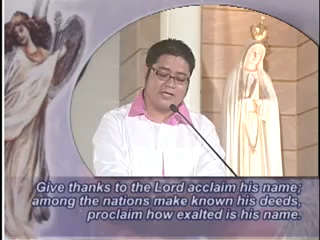 Give thanks to the Lord acclaim his name;
among the nations make known his deeds,
proclaim how exalted is his name.